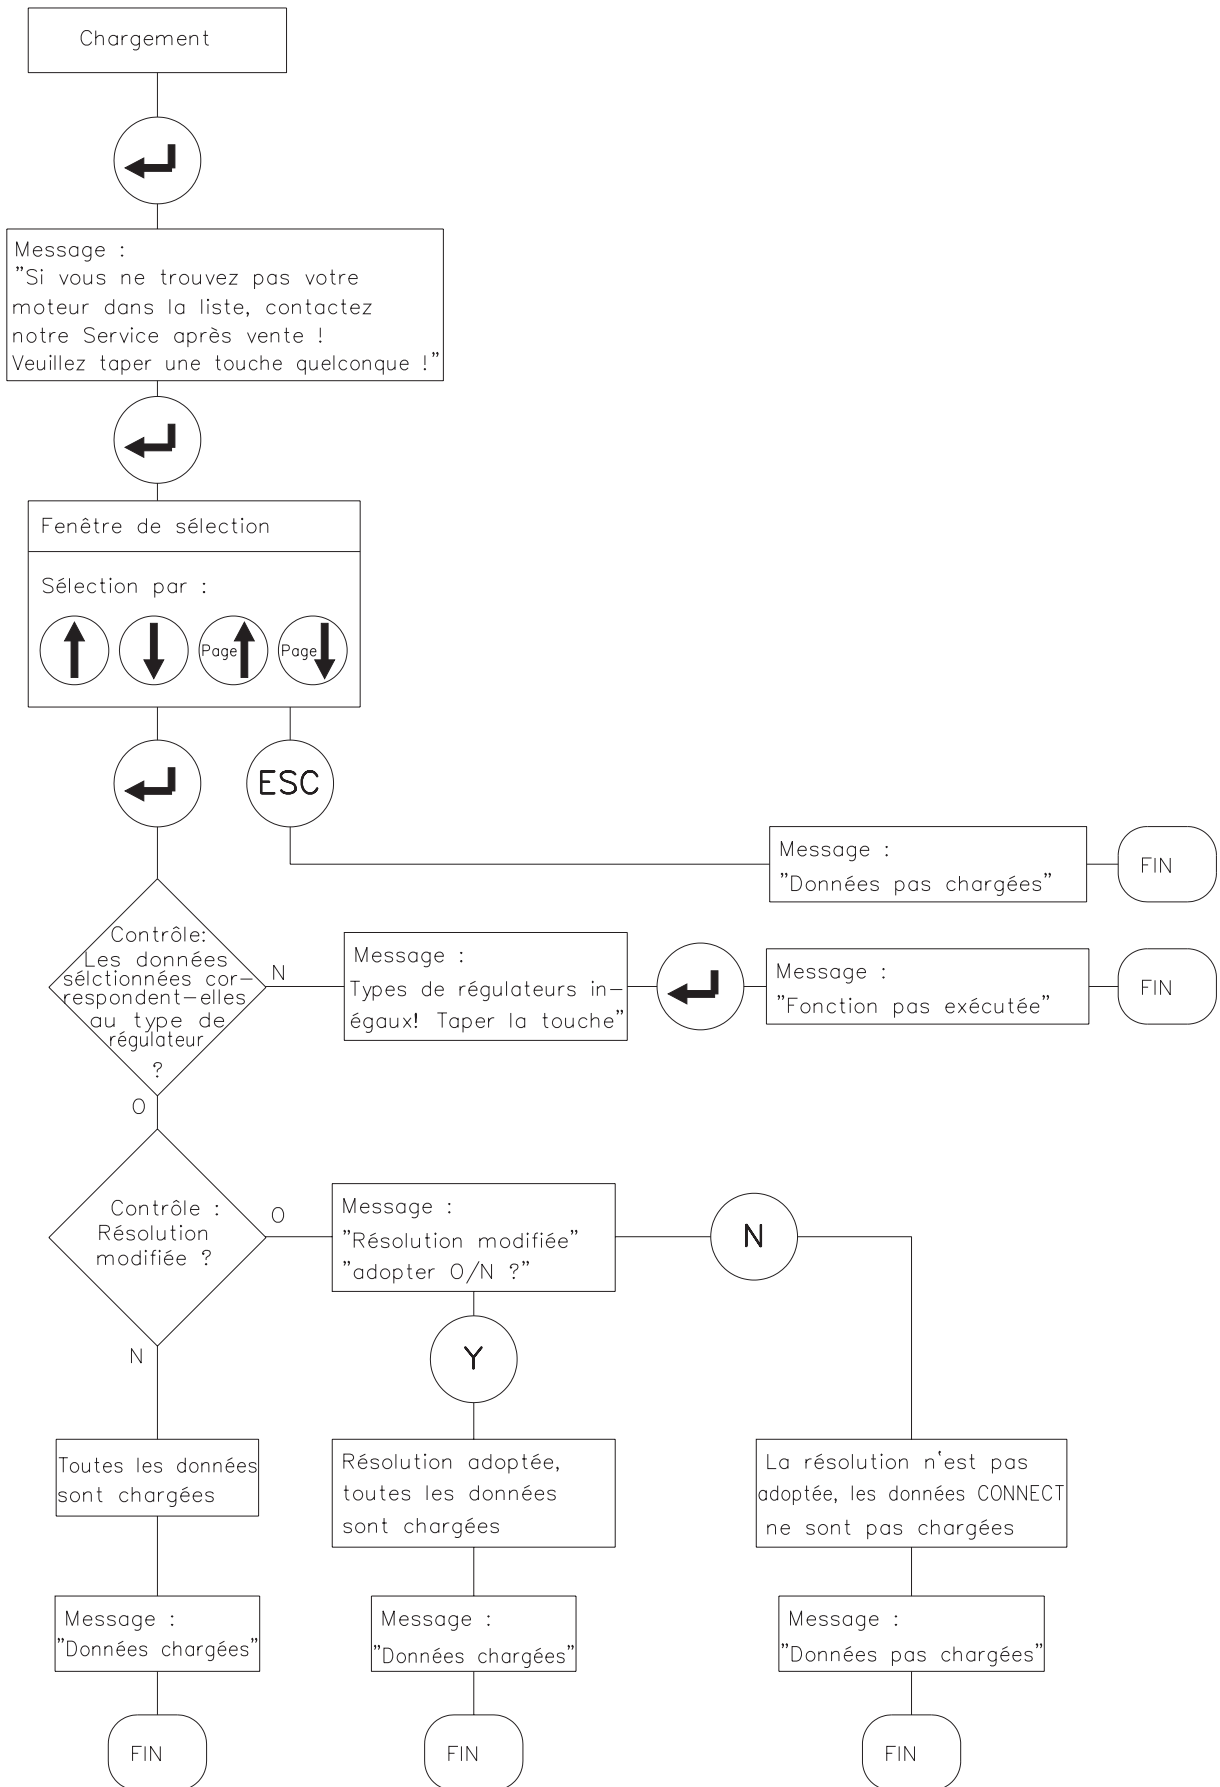 Chargement
Message :
"Si vous ne trouvez pas votre
moteur dans la liste, contactez
notre Service après vente !
Veuillez taper une touche quelconque !"
Fenêtre de sélection
Sélection par :
Page
Page
ESC
Message :
"Données pas chargées"
FIN
Contrôle:
Les données
sélctionnées cor-
respondent-elles
au type de
régulateur
?
N
Message :
Types de régulateurs in-
égaux! Taper la touche"
Message :
"Fonction pas exécutée"
FIN
O
Contrôle :
Résolution
modifiée ?
O
Message :
"Résolution modifiée"
"adopter O/N ?"
N
N
Y
Toutes les données
sont chargées
Résolution adoptée,
toutes les données
sont chargées
La résolution n'est pas
adoptée, les données CONNECT
ne sont pas chargées
Message :
"Données chargées"
Message :
"Données chargées"
Message :
"Données pas chargées"
FIN
FIN
FIN